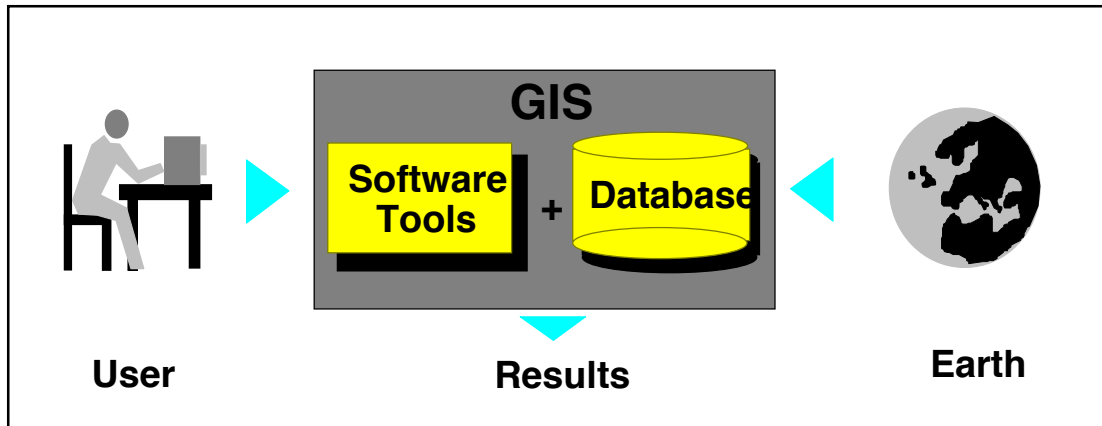 GIS
Software
Tools
+
Database
User
Results
Earth